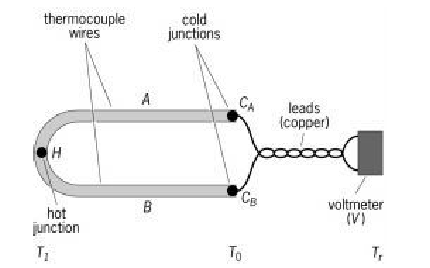 thermocouple
wires
cold
junctions
A
C_A
leads
(copper)
H
B
C_B
hot
junction
voltmeter
(V)
T_1
T_0
T_r